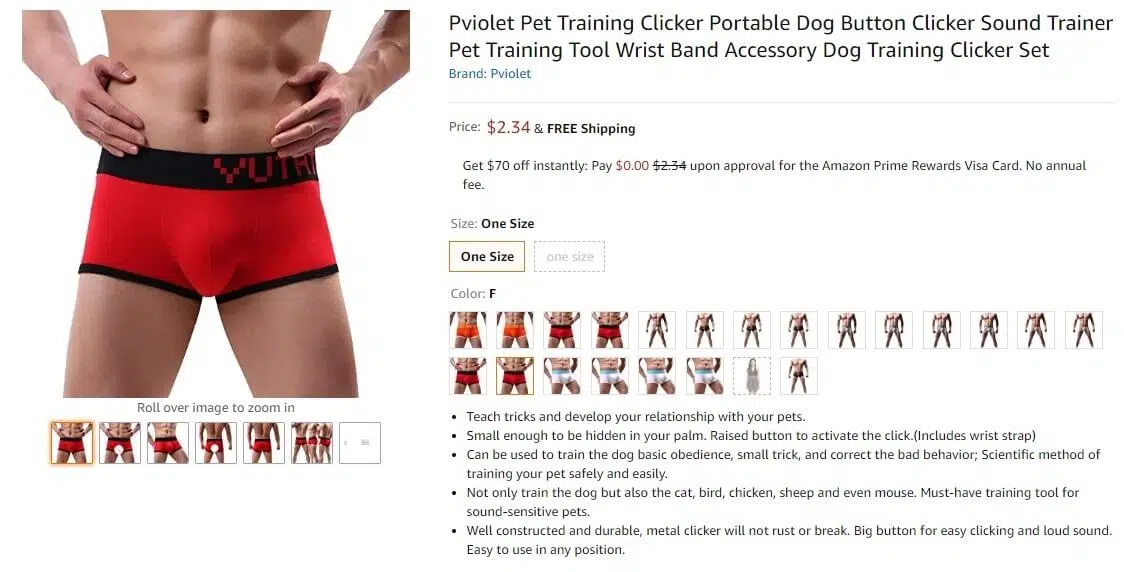 Pviolet Pet Training Clicker Portable Dog Button Clicker Sound Trainer
Pet Training Tool Wrist Band Accessory Dog Training Clicker Set
Brand: Pviolet
Price: $2.34 & FREE Shipping
Get $70 off instantly: Pay $0.00 $2.34 upon approval for the Amazon Prime Rewards Visa Card. No annual
fee.
Size: One Size
One Size one size
Color: F
Roll over image to zoom in
Teach tricks and develop your relationship with your pets.
Small enough to be hidden in your palm. Raised button to activate the click.(Includes wrist strap)
Can be used to train the dog basic obedience, small trick, and correct the bad behavior; Scientific method of
training your pet safely and easily.
Not only train the dog but also the cat, bird, chicken, sheep and even mouse. Must-have training tool for
sound-sensitive pets.
Well constructed and durable, metal clicker will not rust or break. Big button for easy clicking and loud sound.
Easy to use in any position.